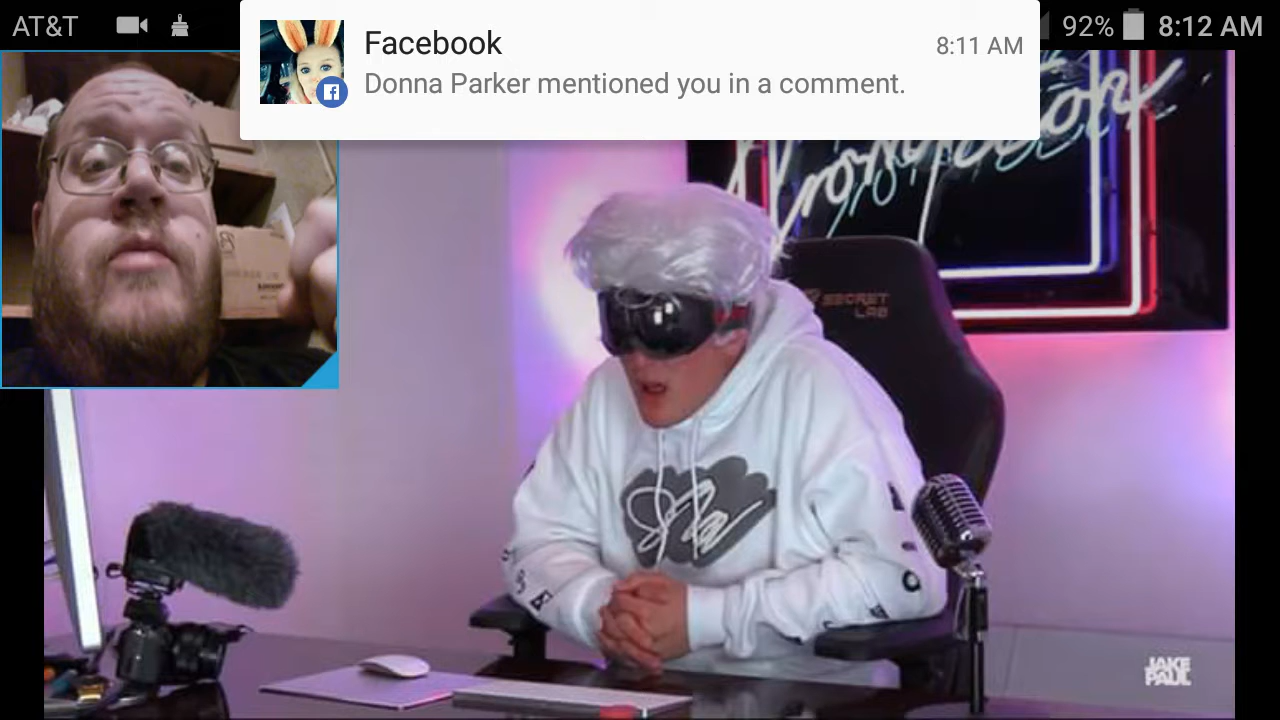 AT&T
92%
8:12 AM
Facebook
8:11 AM
Donna Parker mentioned you in a comment.
SECRET
LAB
JAKE
PAUL